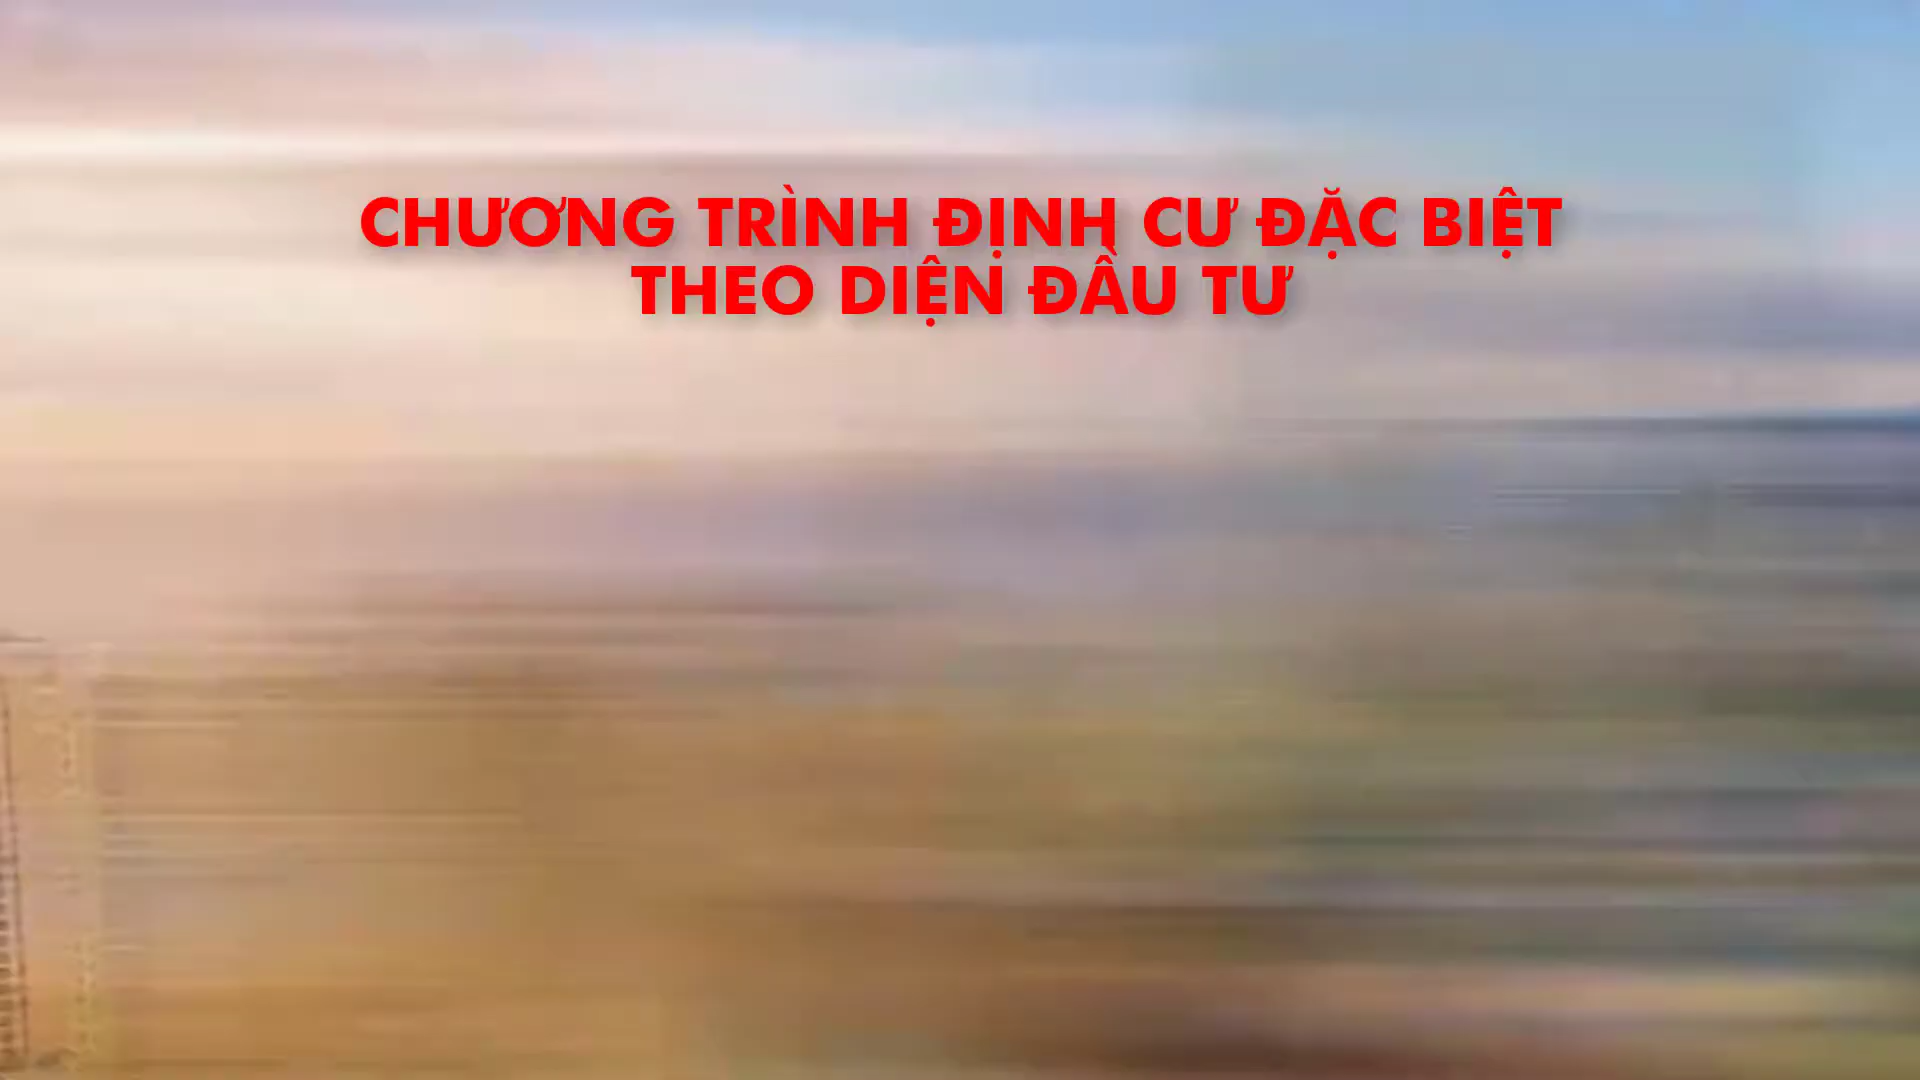 CHƯƠNG TRÌNH ĐỊNH CƯ ĐẶC BIỆT
THEO DIỆN ĐẦU TƯ